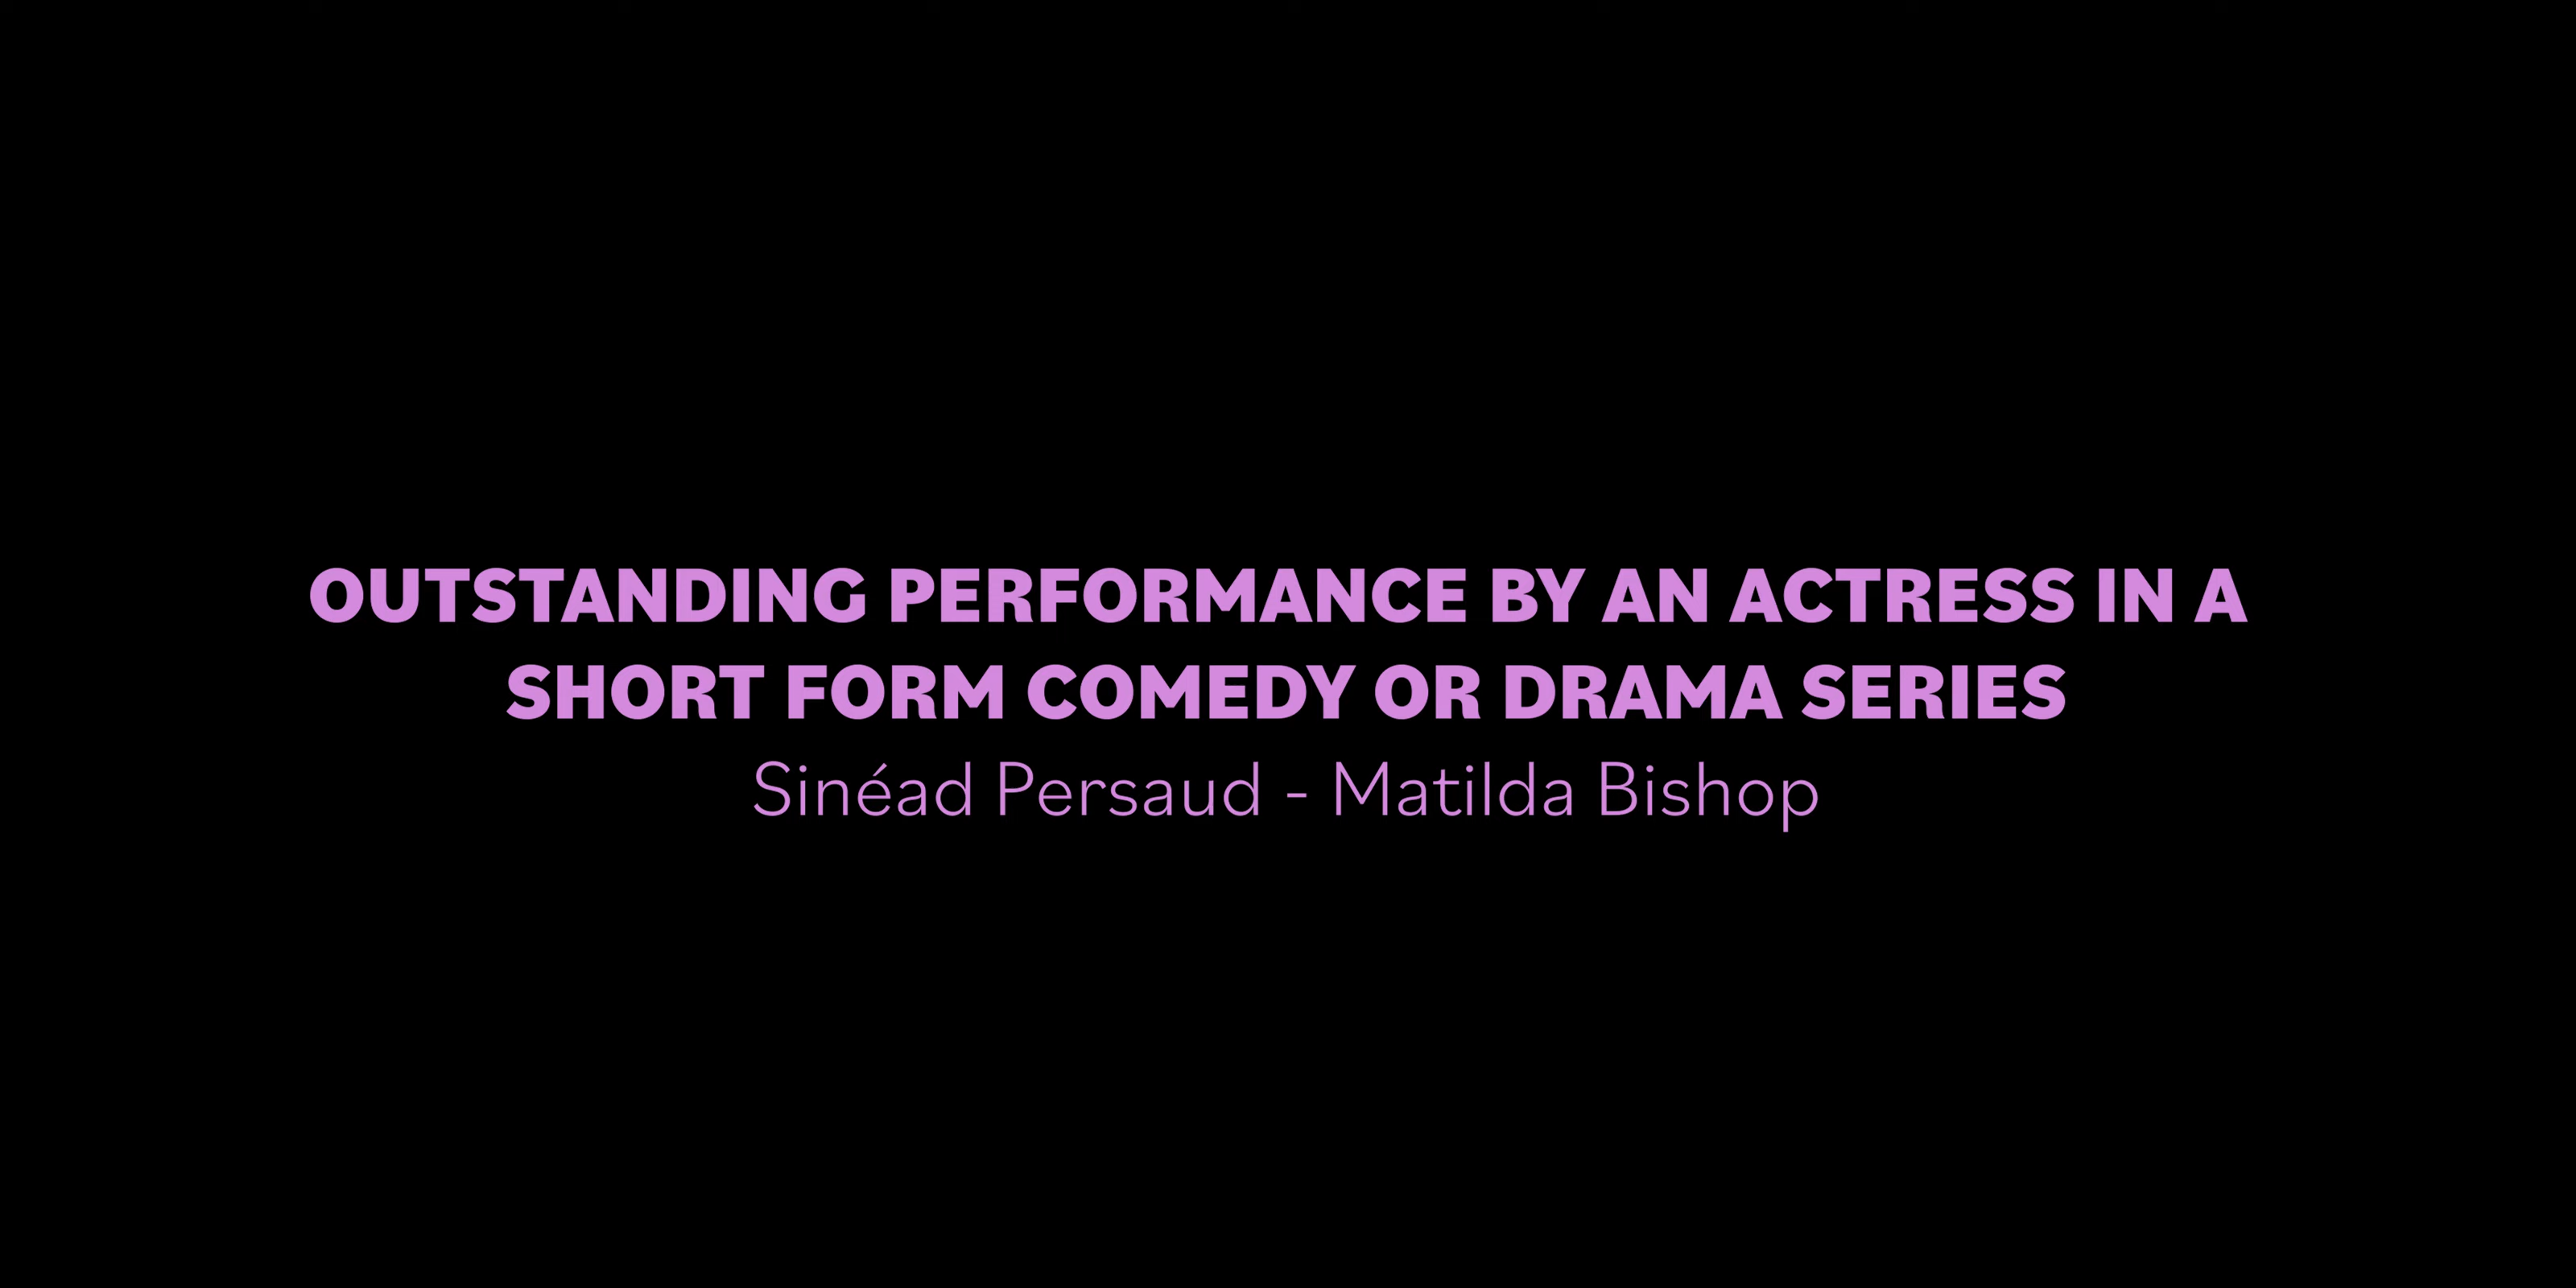 OUTSTANDING PERFORMANCE BY AN ACTRESS IN A
SHORT FORM COMEDY OR DRAMA SERIES
Sinéad Persaud - Matilda Bishop